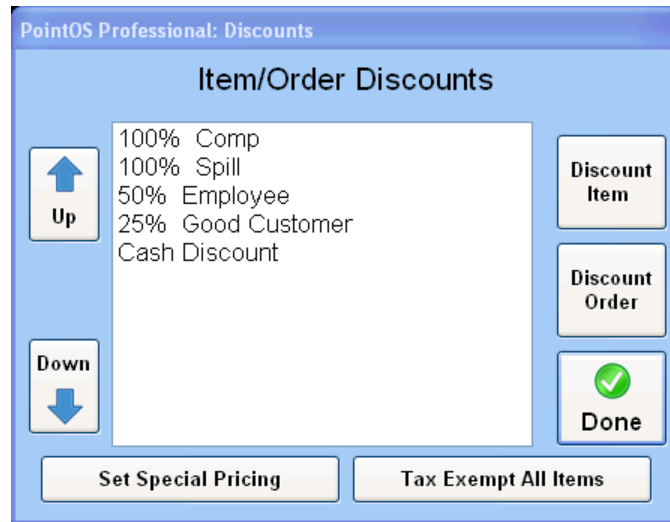 PointOS Professional: Discounts
Item/Order Discounts
100% Comp
100% Spill
50% Employee
25% Good Customer
Cash Discount
Up
Down
Discount
Item
Discount
Order
Done
Set Special Pricing
Tax Exempt All Items